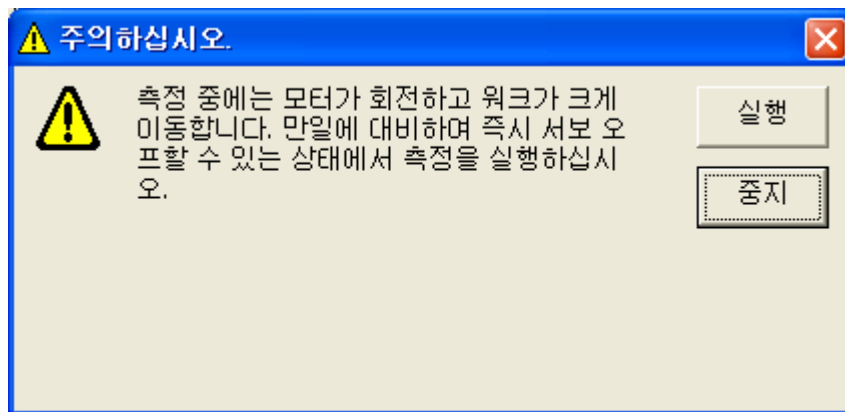 주의하십시오.
측정 중에는 모터가 회전하고 워크가 크게
이동합니다. 만일에 대비하여 즉시 서보 오
프할 수 있는 상태에서 측정을 실행하십시
오.
실행
중지